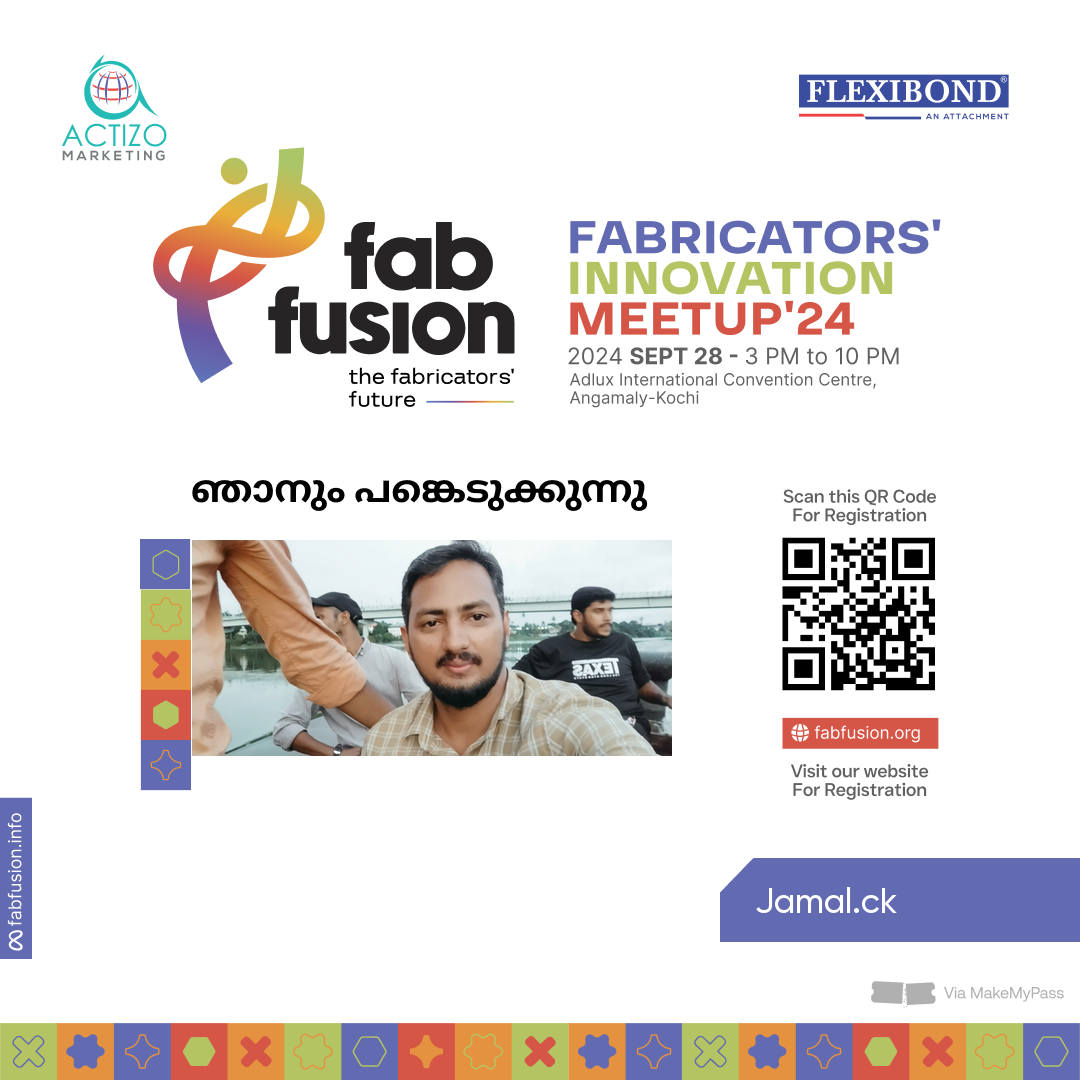 ACTIZO
MARKETING
FLEXIBOND®
AN ATTACHMENT
fab
fusion
the fabricators'
future
FABRICATORS'
INNOVATION
MEETUP'24
2024 SEPT 28 - 3 PM to 10 PM
Adlux International Convention Centre,
Angamaly-Kochi
ഞാനും പങ്കെടുക്കുന്നു
Scan this QR Code
For Registration
TEXAS
fabfusion.org
Visit our website
For Registration
fabfusion.info
Jamal.ck
Via MakeMyPass